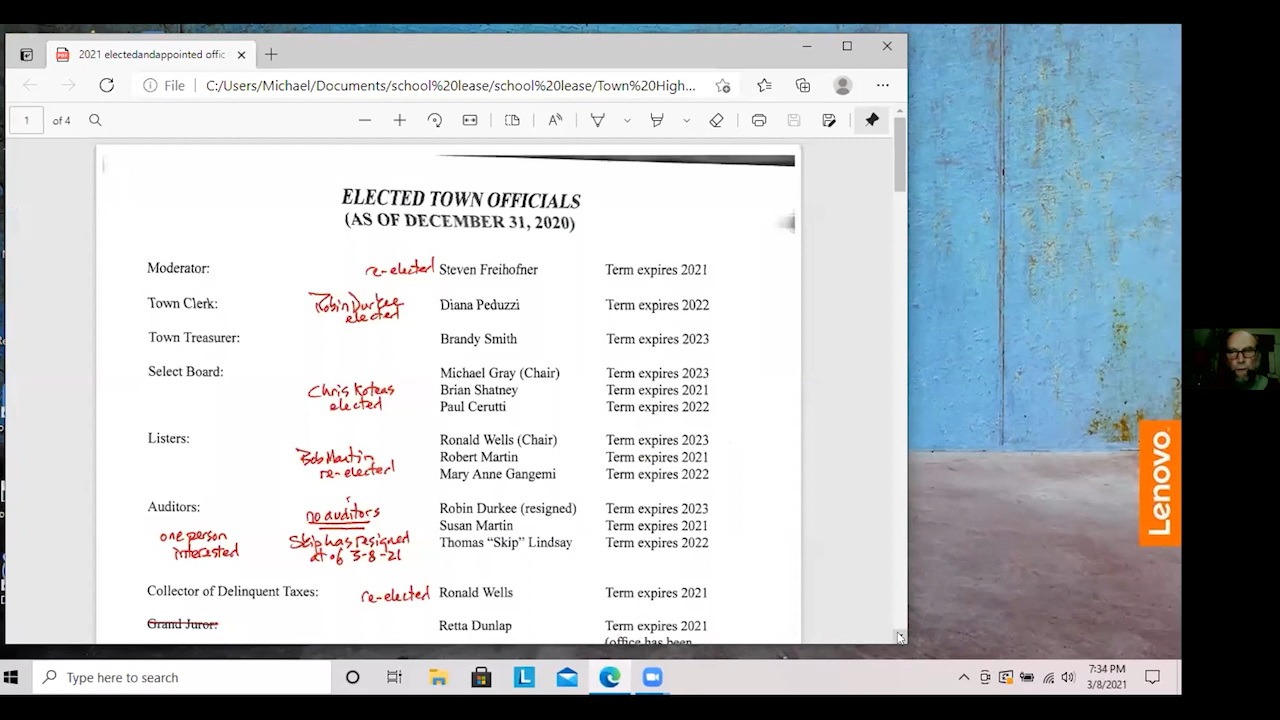 2021 electedandappointed offic
File C:/Users/Michael/Documents/school%20lease/school%20lease/Town%20High...
1 of 4
ELECTED TOWN OFFICIALS
(AS OF DECEMBER 31, 2020)
Moderator: re-elected Steven Freihofner Term expires 2021
Town Clerk: Robin Durkee elected Diana Peduzzi Term expires 2022
Town Treasurer: Brandy Smith Term expires 2023
Select Board: Michael Gray (Chair) Term expires 2023
Chris Koteas elected Brian Shatney Term expires 2021
Paul Cerutti Term expires 2022
Listers: Ronald Wells (Chair) Term expires 2023
Bob Martin re-elected Robert Martin Term expires 2021
Mary Anne Gangemi Term expires 2022
Auditors: no auditors Robin Durkee (resigned) Term expires 2023
one person interested Susan Martin Term expires 2021
Skip has resigned at of 3-8-21 Thomas “Skip” Lindsay Term expires 2022
Collector of Delinquent Taxes: re-elected Ronald Wells Term expires 2021
Grand Juror: Retta Dunlap Term expires 2021
(office has been
Lenovo
Type here to search
7:34 PM
3/8/2021